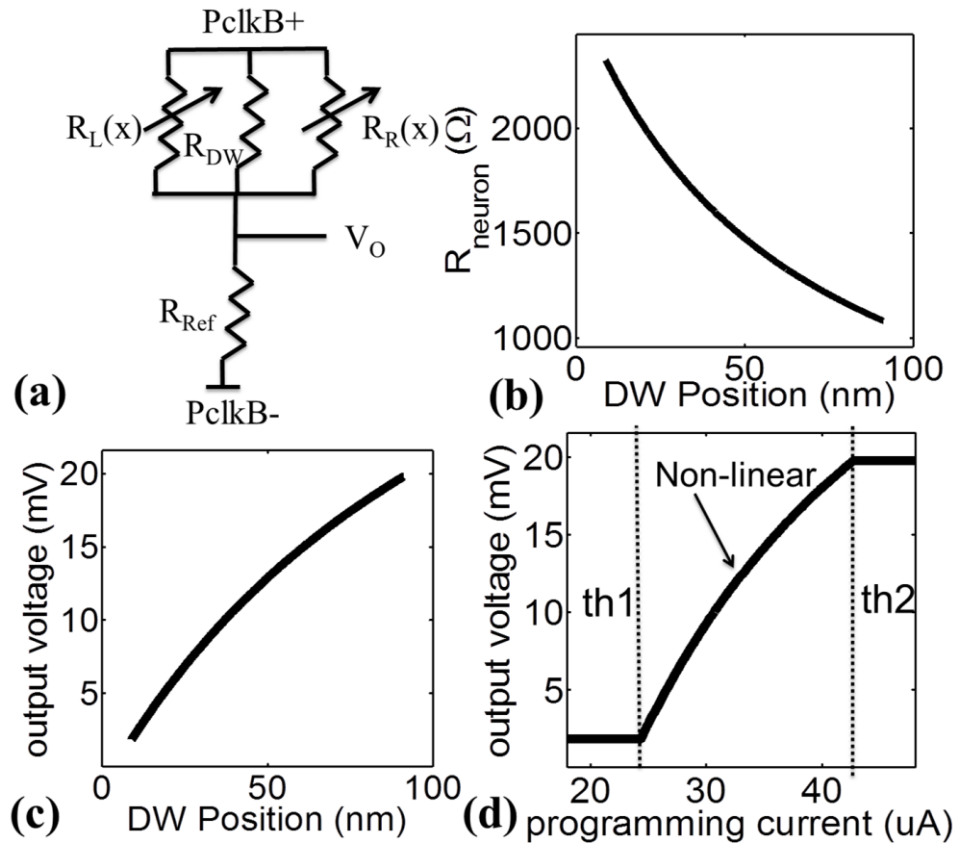 PclkB+
R_L(x)
R_DW
R_R(x)
V_O
R_Ref
PclkB-
(a)
R_neuron(Ω)
2000
1500
1000
0 50 100
DW Position (nm)
(b)
output voltage (mV)
20
15
10
5
0 50 100
DW Position (nm)
(c)
output voltage (mV)
20
15
10
5
Non-linear
th1
th2
20 30 40
programming current (uA)
(d)